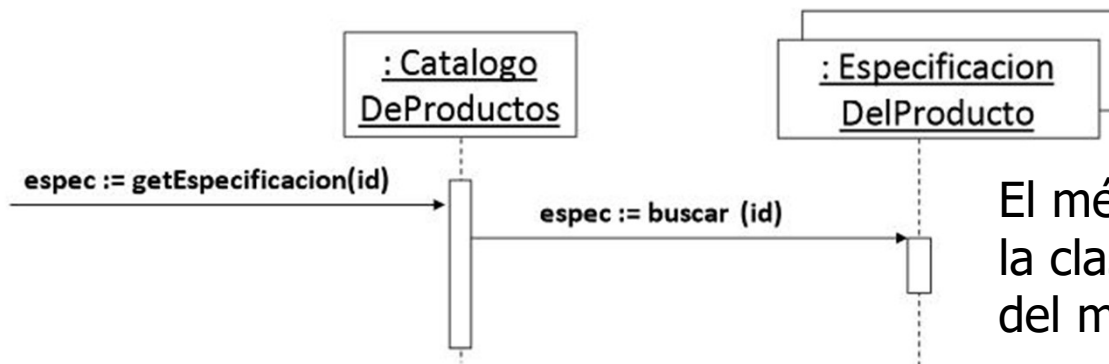 : Catalogo
DeProductos
: Especificacion
DelProducto
espec := getEspecificacion(id)
espec := buscar (id)
El mé
la cla
del m